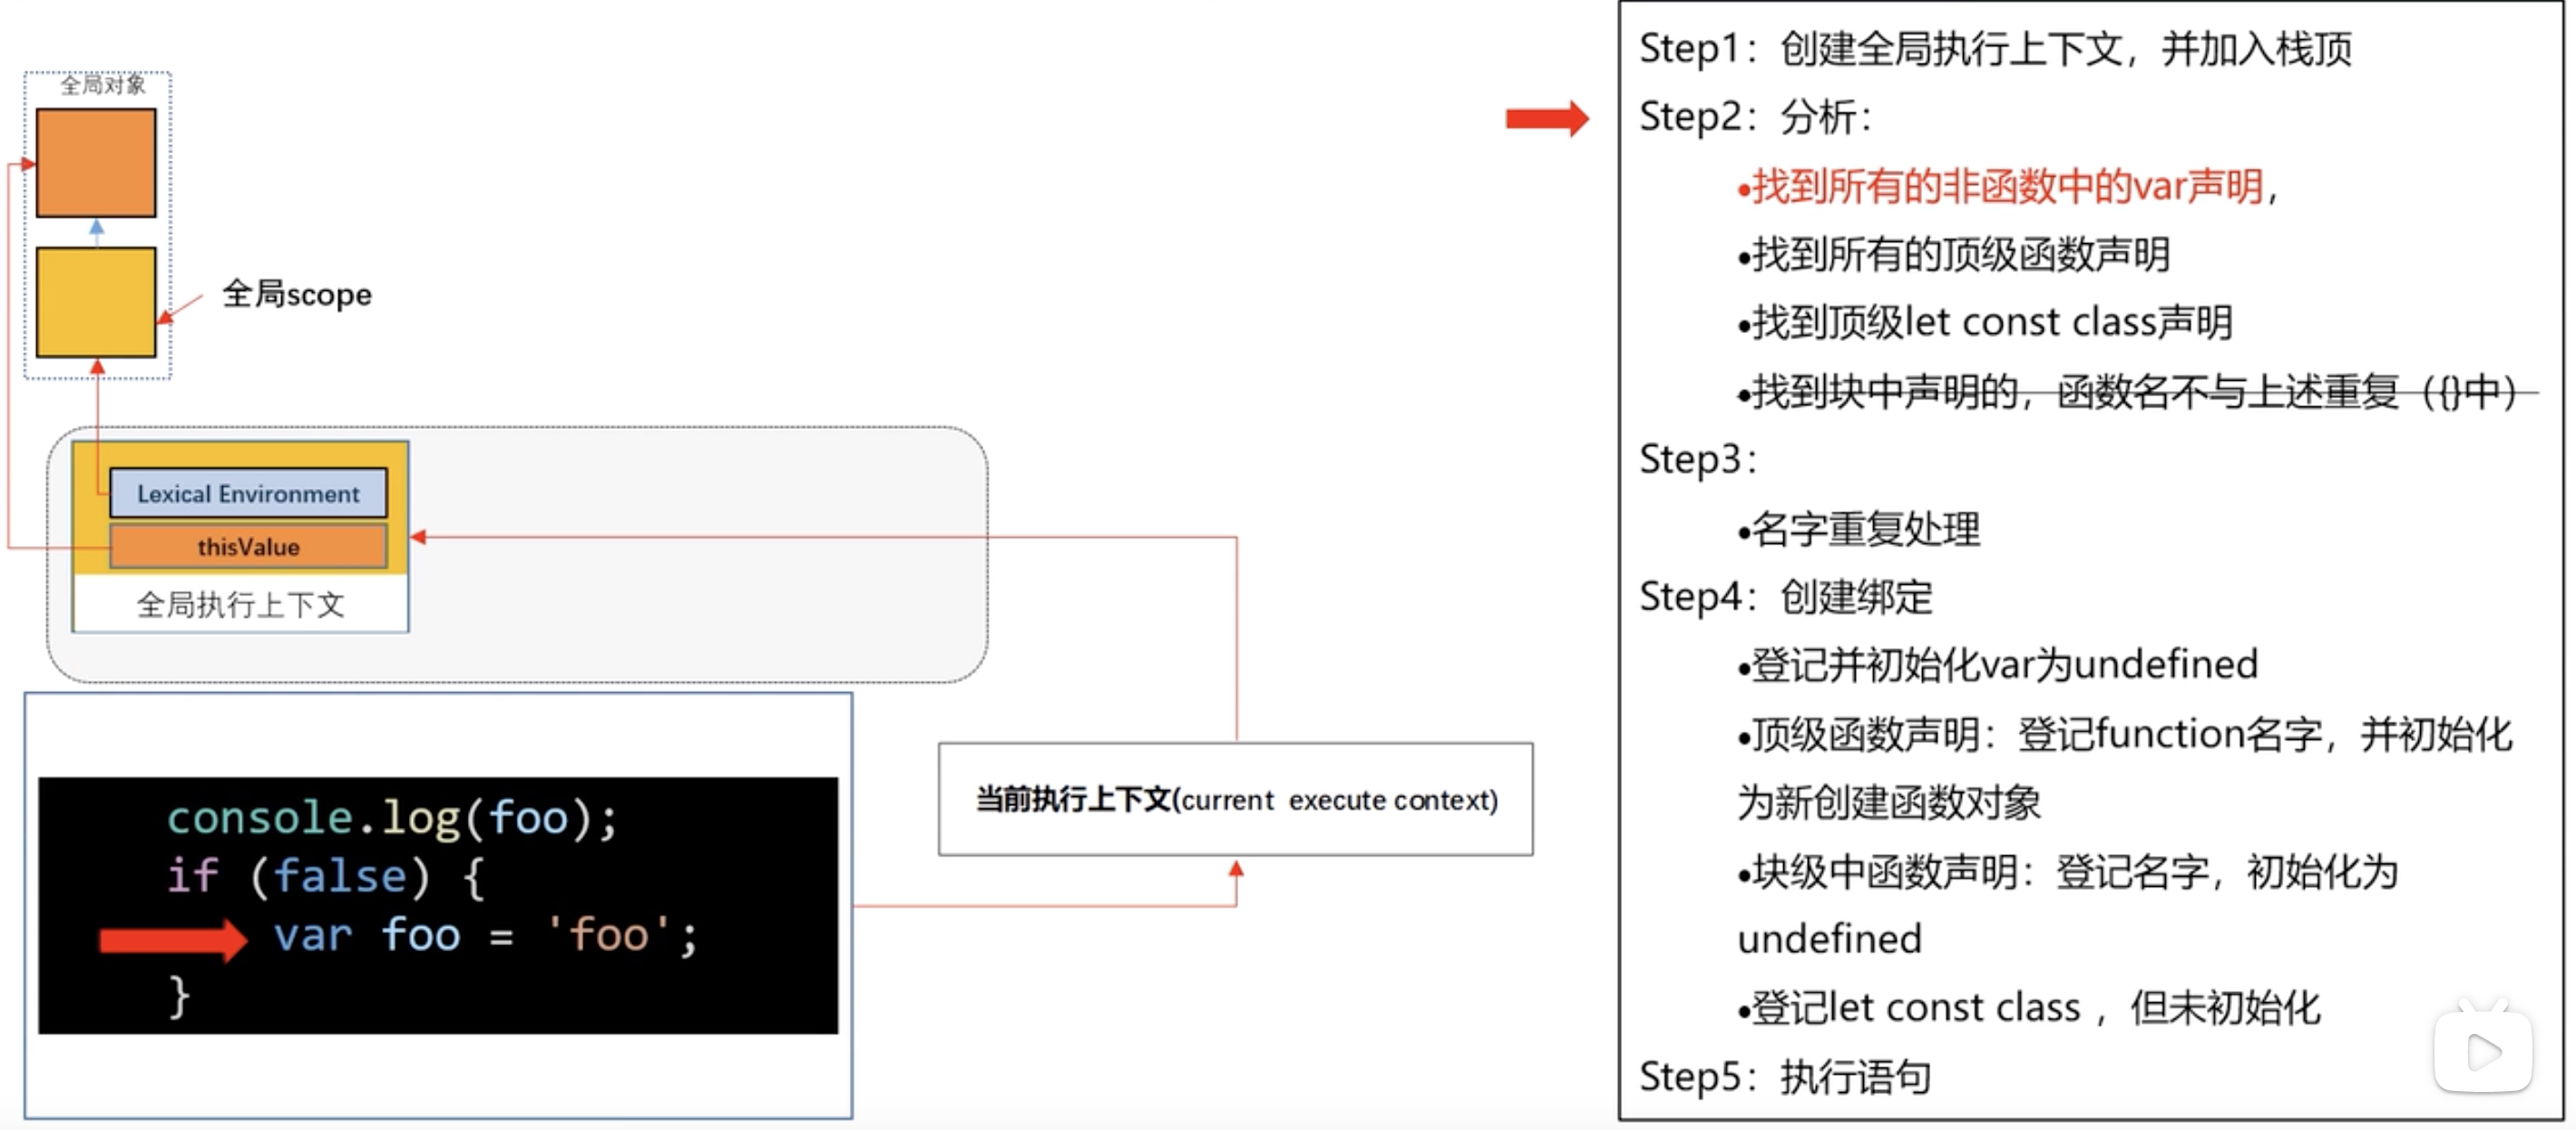 全局对象
全局scope
Lexical Environment
thisValue
全局执行上下文
console.log(foo);
if (false) {
var foo = 'foo';
}
当前执行上下文(current execute context)
Step1：创建全局执行上下文，并加入栈顶
Step2：分析：
•找到所有的非函数中的var声明，
•找到所有的顶级函数声明
•找到顶级let const class声明
•找到块中声明的，函数名不与上述重复（{}中）
Step3：
•名字重复处理
Step4：创建绑定
•登记并初始化var为undefined
•顶级函数声明：登记function名字，并初始化
为新创建函数对象
•块级中函数声明：登记名字，初始化为
undefined
•登记let const class ，但未初始化
Step5：执行语句